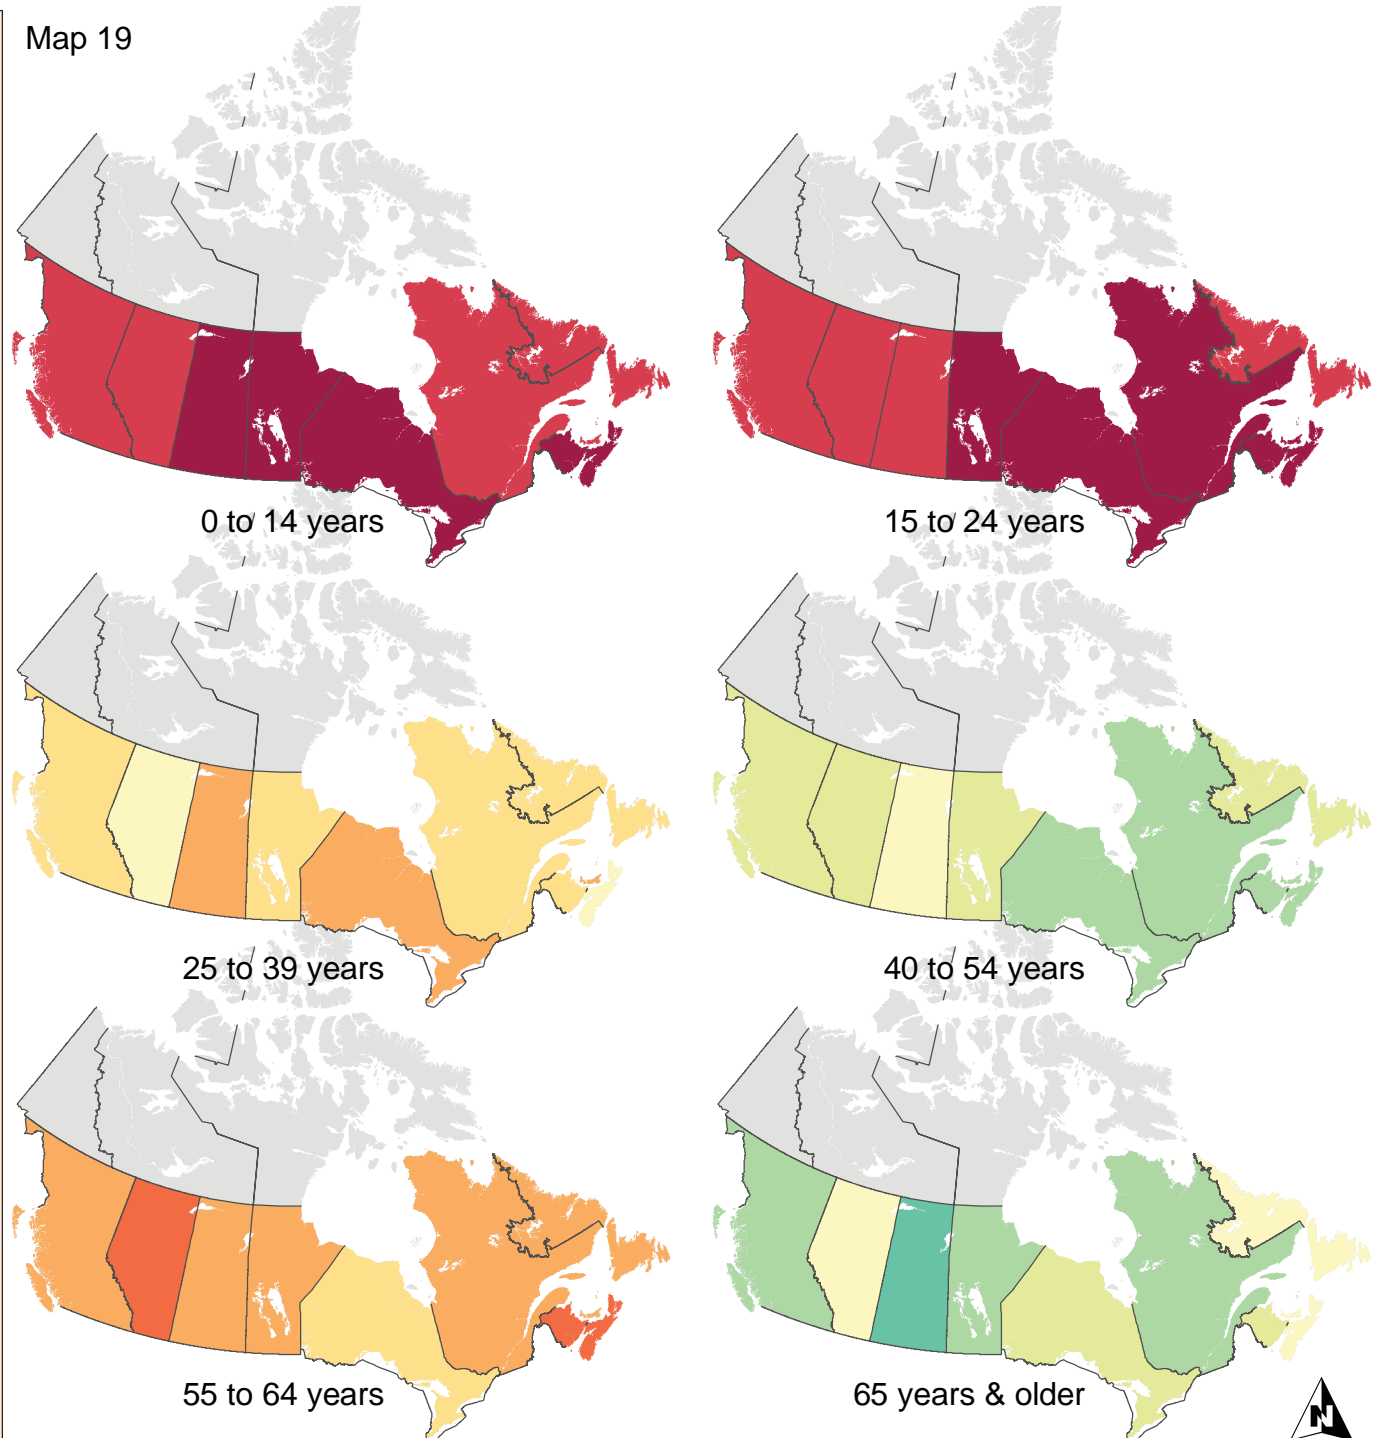 Map 19
0 to 14 years
15 to 24 years
25 to 39 years
40 to 54 years
55 to 64 years
65 years & older
N